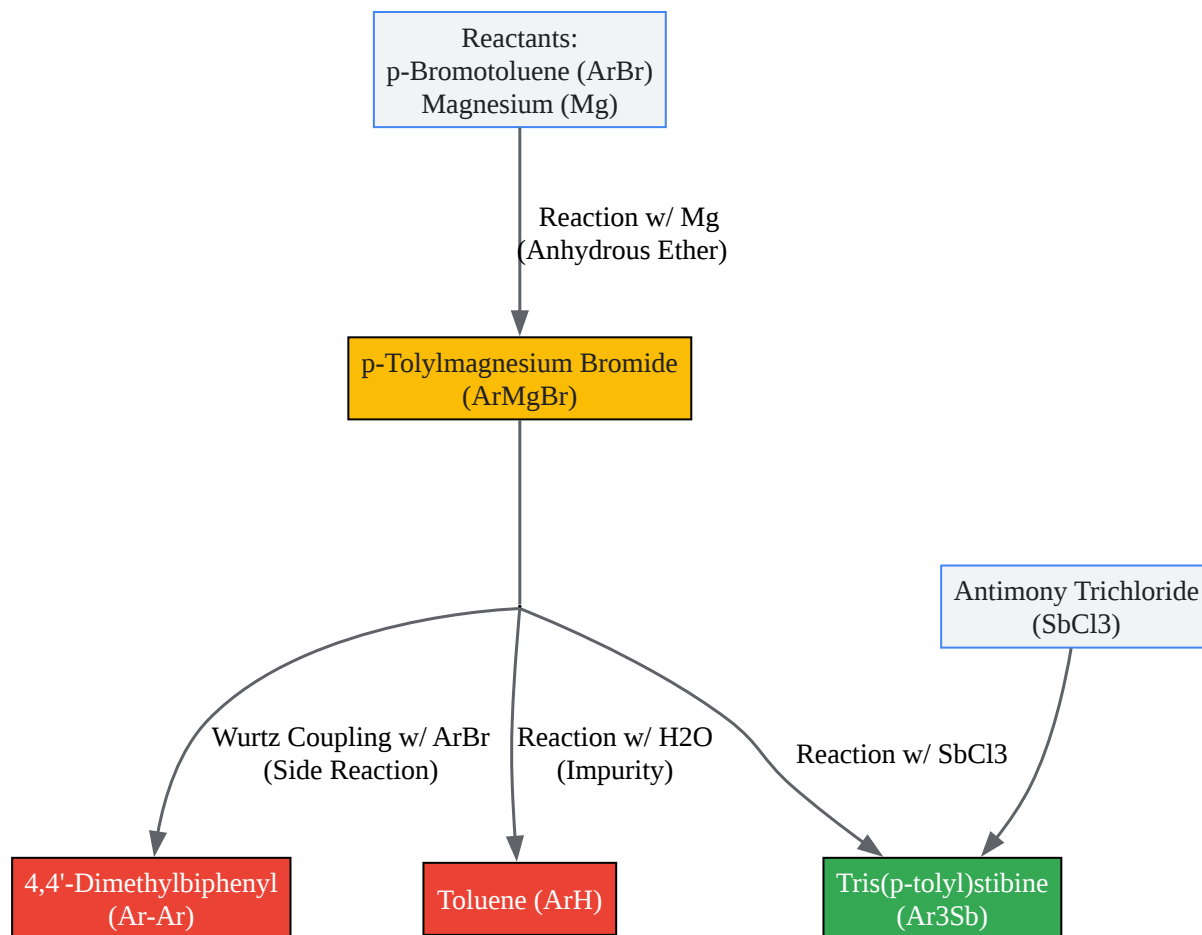 Reactants:
p-Bromotoluene (ArBr)
Magnesium (Mg)
Reaction w/ Mg
(Anhydrous Ether)
p-Tolylmagnesium Bromide
(ArMgBr)
Antimony Trichloride
(SbCl3)
Wurtz Coupling w/ ArBr
(Side Reaction)
Reaction w/ H2O
(Impurity)
Reaction w/ SbCl3
4,4'-Dimethylbiphenyl
(Ar-Ar)
Toluene (ArH)
Tris(p-tolyl)stibine
(Ar3Sb)